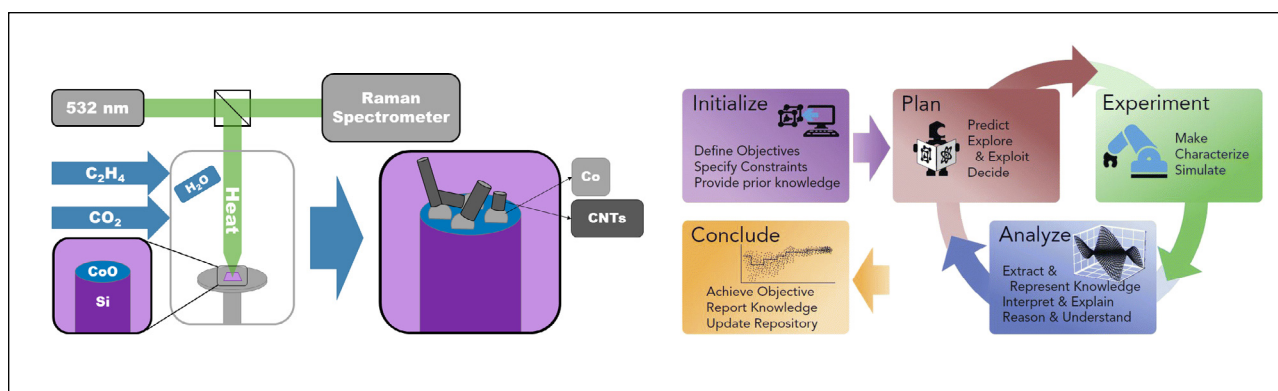 532 nm
Raman
Spectrometer
C₂H₄
H₂O
CO₂
Heat
CoO
Si
Co
CNTs
Initialize
Define Objectives
Specify Constraints
Provide prior knowledge
Plan
Predict
Explore
& Exploit
Decide
Experiment
Make
Characterize
Simulate
Analyze
Extract &
Represent Knowledge
Interpret & Explain
Reason & Understand
Conclude
Achieve Objective
Report Knowledge
Update Repository